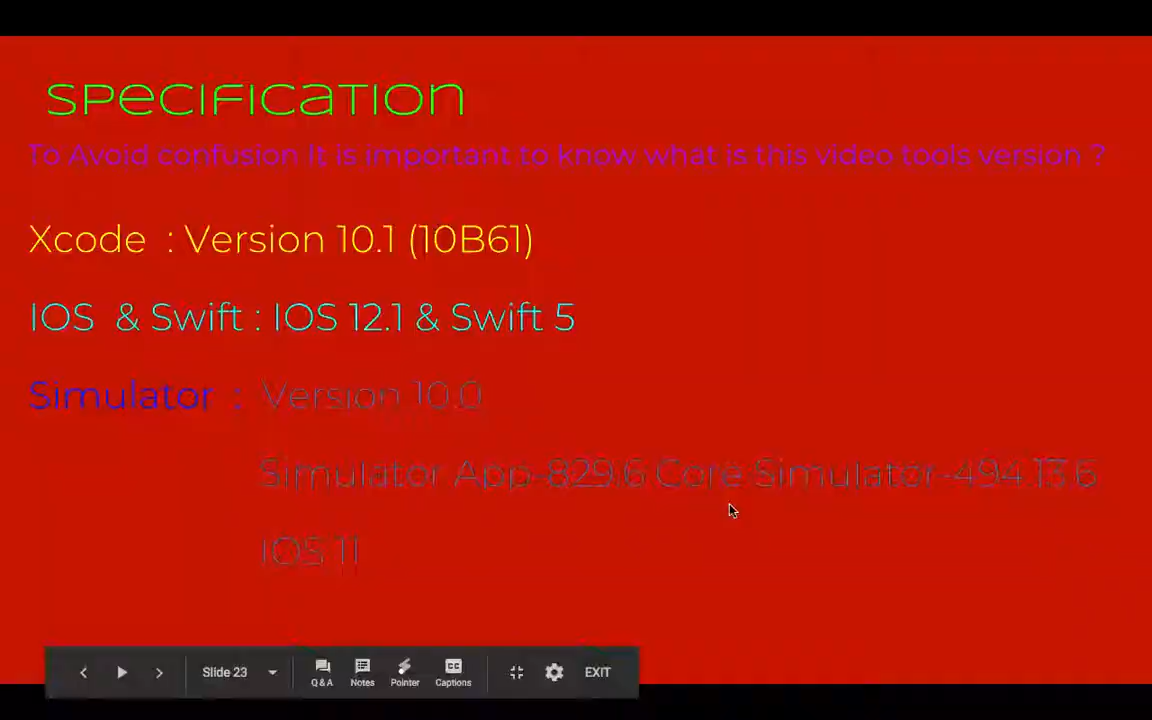 Specification
To Avoid confusion It is important to know what is this video tools version ?
Xcode : Version 10.1 (10B61)
IOS & Swift : IOS 12.1 & Swift 5
Simulator : Version 10.0
Simulator App-829.6 Core Simulator-494.13.6
IOS 11
Slide 23
Q & A
Notes
Pointer
CC
Captions
EXIT